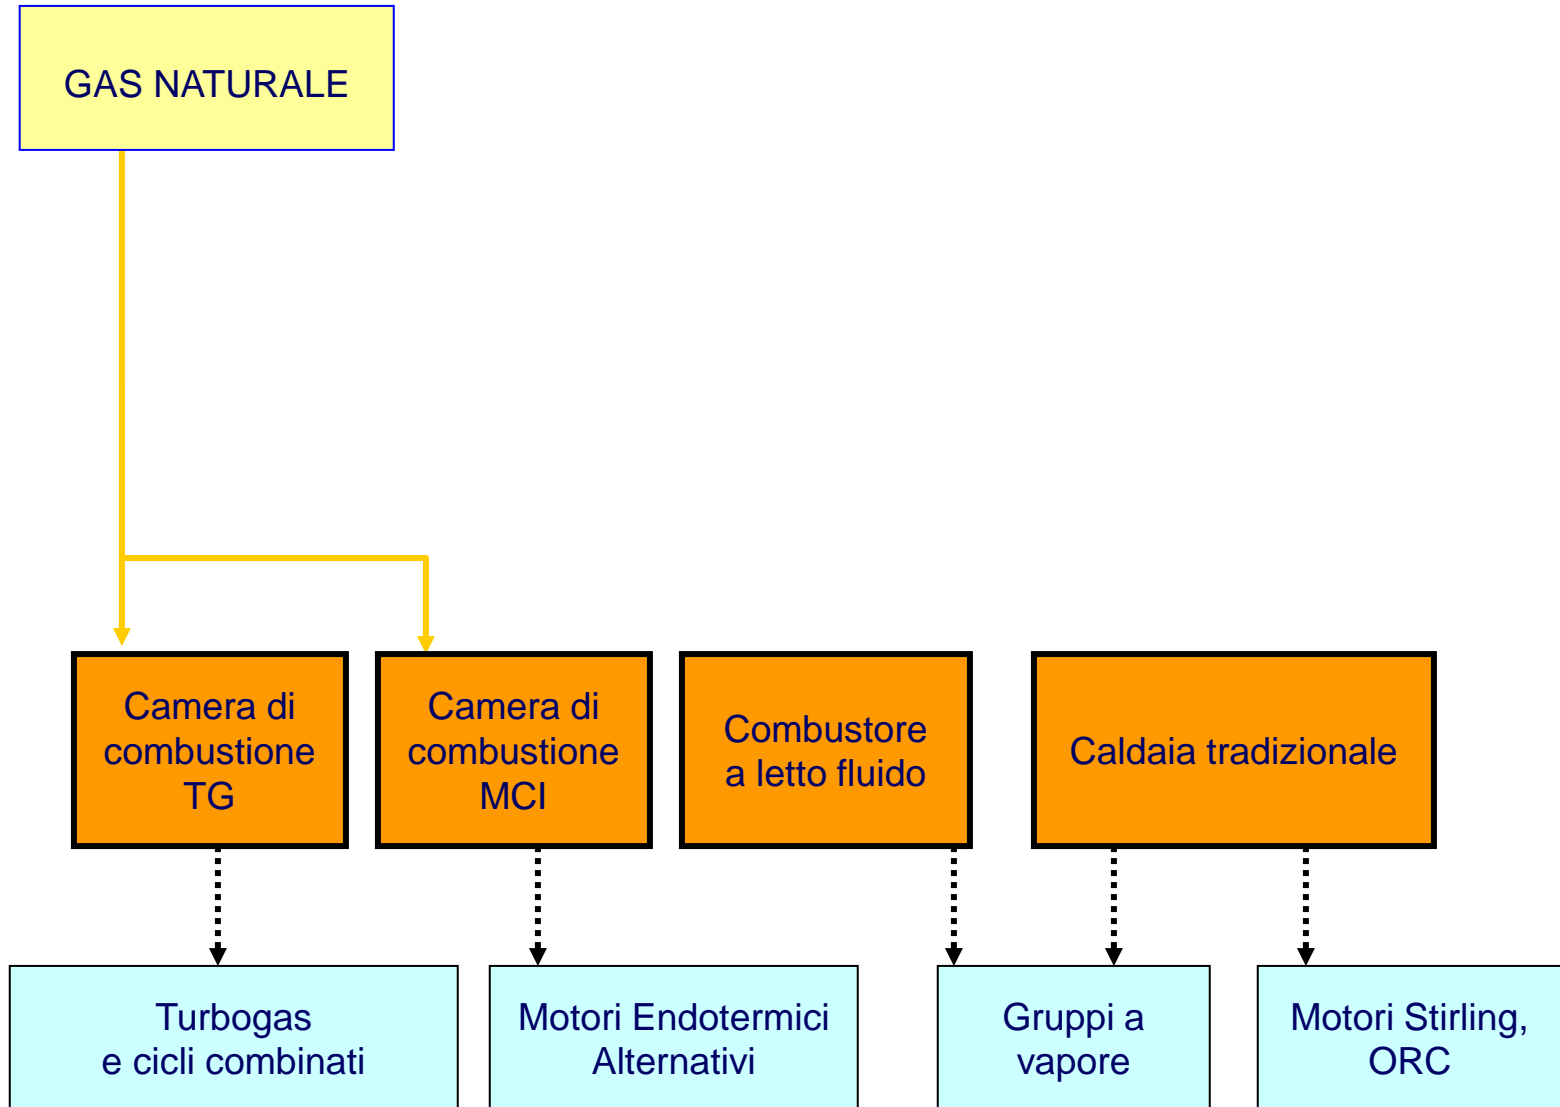 GAS NATURALE
Camera di
combustione
TG
Camera di
combustione
MCI
Combustore
a letto fluido
Caldaia tradizionale
Turbogas
e cicli combinati
Motori Endotermici
Alternativi
Gruppi a
vapore
Motori Stirling,
ORC